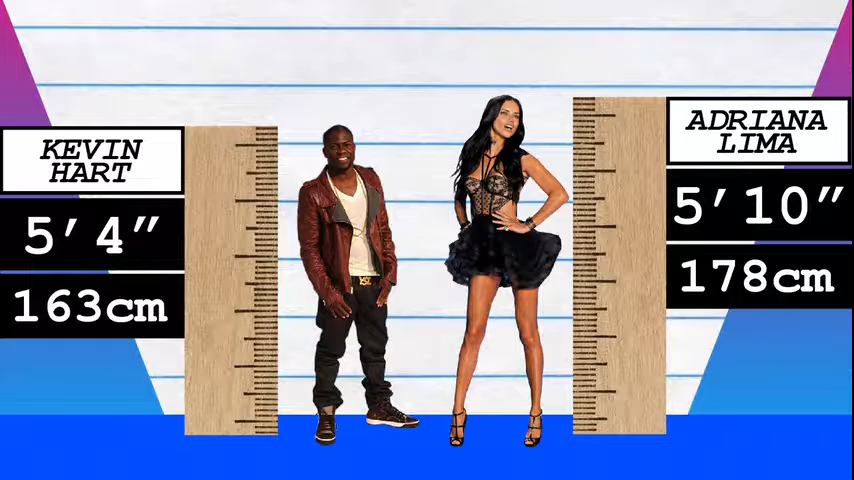 KEVIN
HART
5’4”
163cm
ADRIANA
LIMA
5’10”
178cm